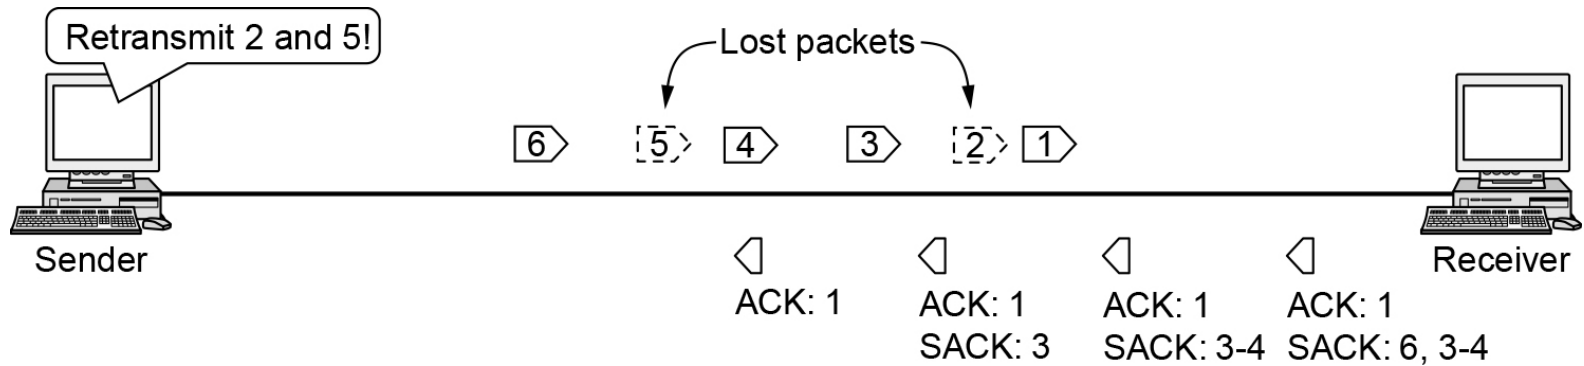 Retransmit 2 and 5!
Lost packets
6 5 4 3 2 1
Sender
Receiver
ACK: 1
ACK: 1
SACK: 3
ACK: 1
SACK: 3-4
ACK: 1
SACK: 6, 3-4